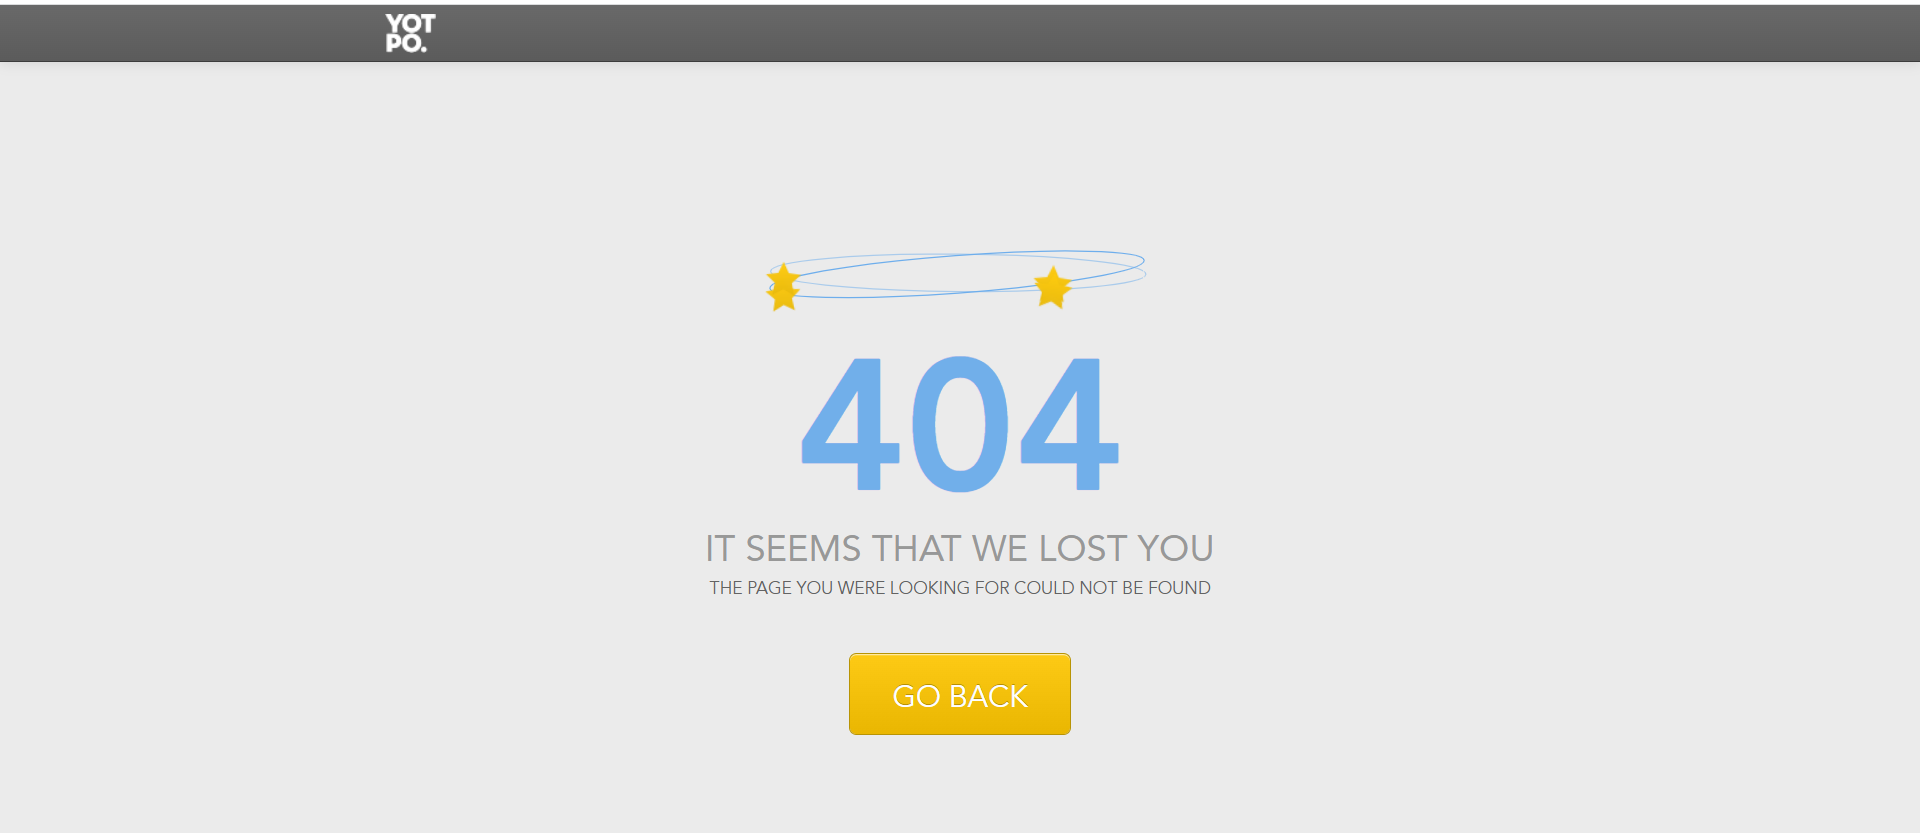 YOT
PO.
404
IT SEEMS THAT WE LOST YOU
THE PAGE YOU WERE LOOKING FOR COULD NOT BE FOUND
GO BACK